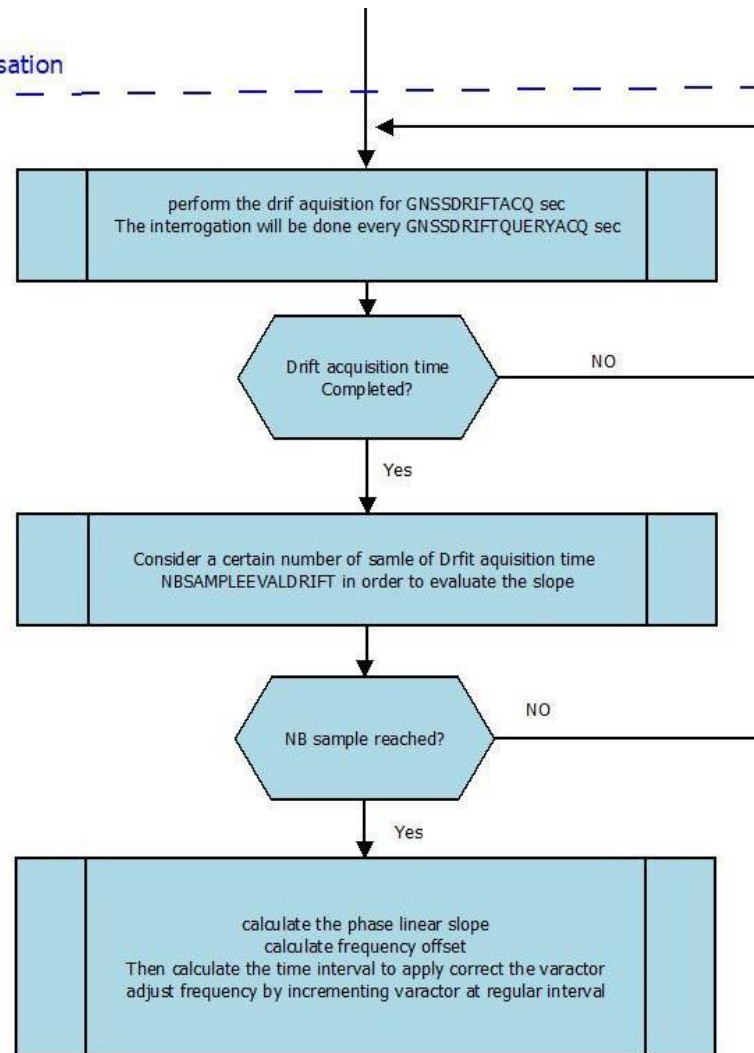 sation
perform the drif aquisition for GNSSDRIFTACQ sec
The interrogation will be done every GNSSDRIFTQUERYACQ sec
Drift acquisition time
Completed?
NO
Yes
Consider a certain number of samle of Drfit aquisition time
NBSAMPLEEVALDRIFT in order to evaluate the slope
NB sample reached?
NO
Yes
calculate the phase linear slope
calculate frequency offset
Then calculate the time interval to apply correct the varactor
adjust frequency by incrementing varactor at regular interval